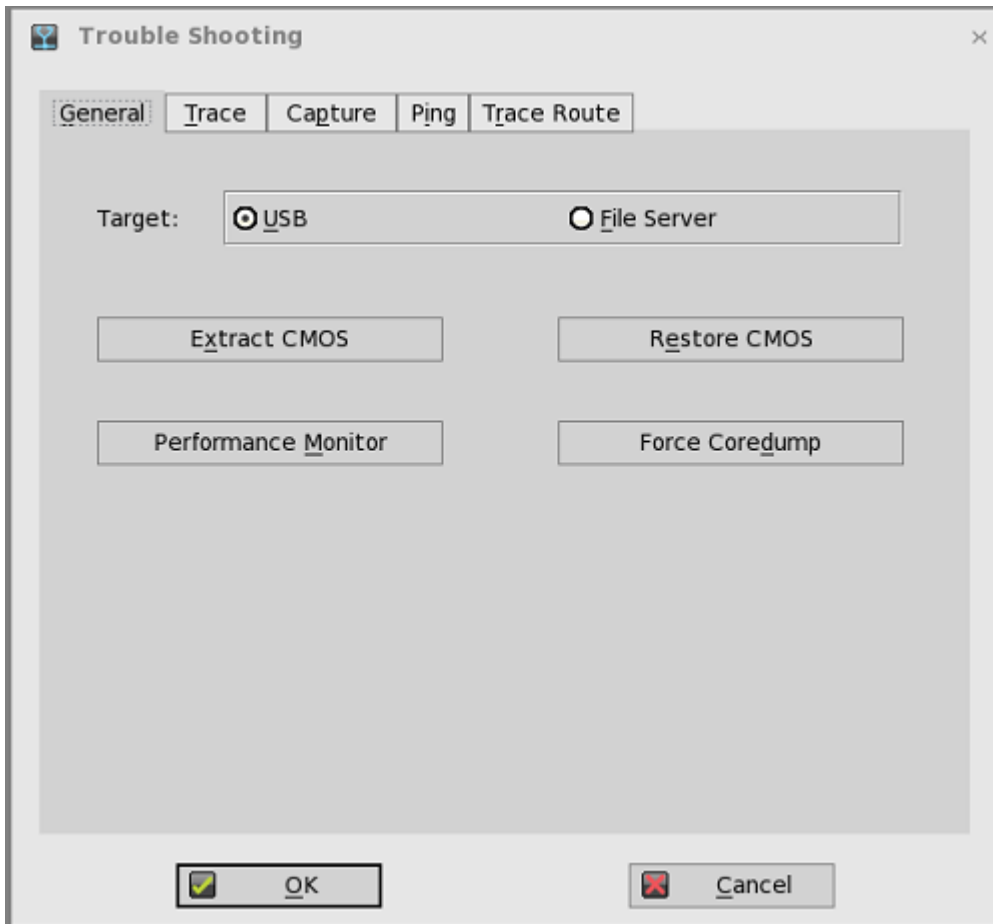 Trouble Shooting
General Trace Capture Ping Trace Route
Target: USB File Server
Extract CMOS Restore CMOS
Performance Monitor Force Coredump
OK Cancel